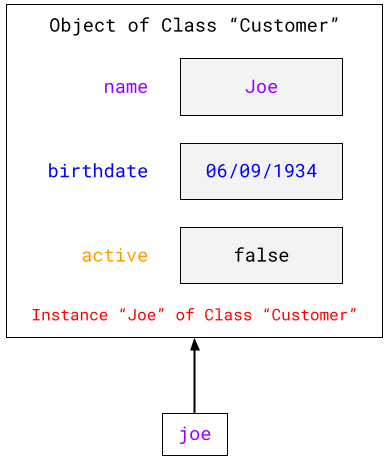 Object of Class “Customer”
name Joe
birthdate 06/09/1934
active false
Instance “Joe” of Class “Customer”
joe